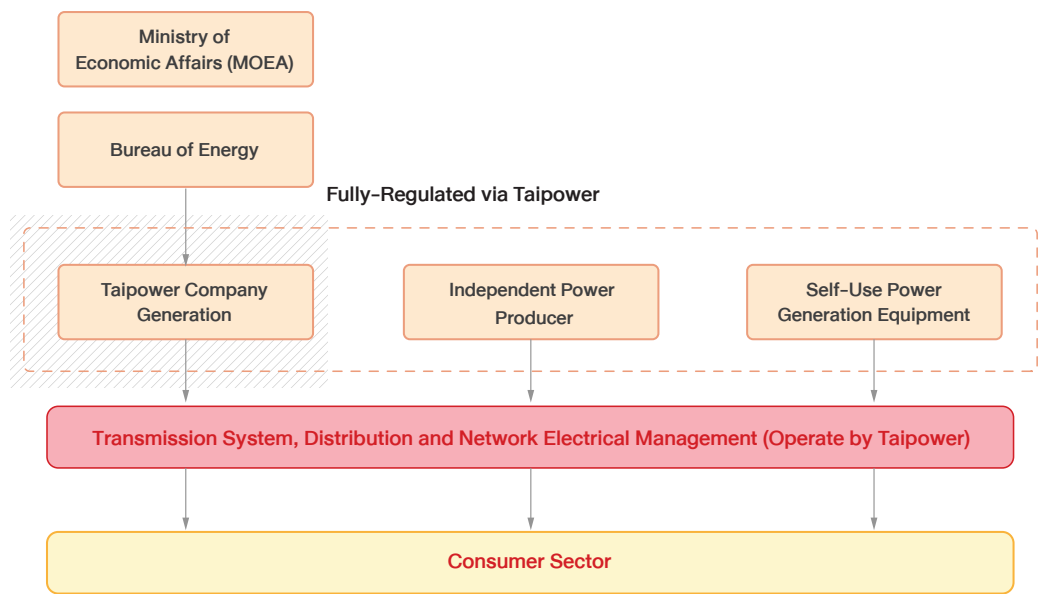 Ministry of
Economic Affairs (MOEA)
Bureau of Energy
Fully-Regulated via Taipower
Taipower Company
Generation
Independent Power
Producer
Self-Use Power
Generation Equipment
Transmission System, Distribution and Network Electrical Management (Operate by Taipower)
Consumer Sector